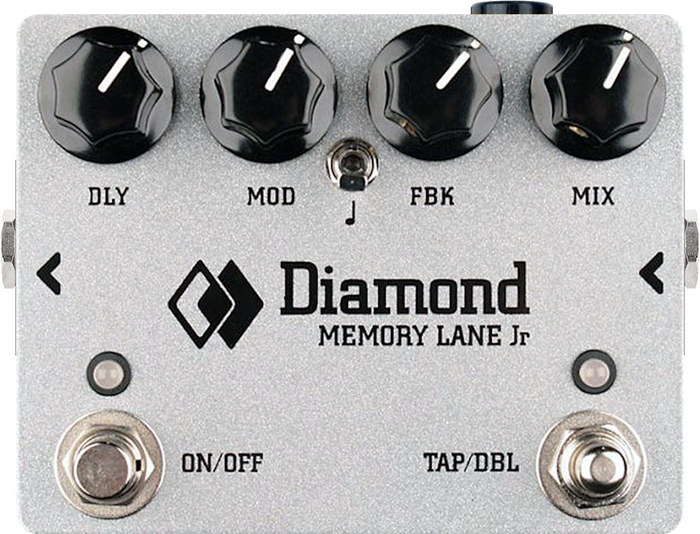 DLY MOD FBK MIX
Diamond
MEMORY LANE Jr
ON/OFF TAP/DBL